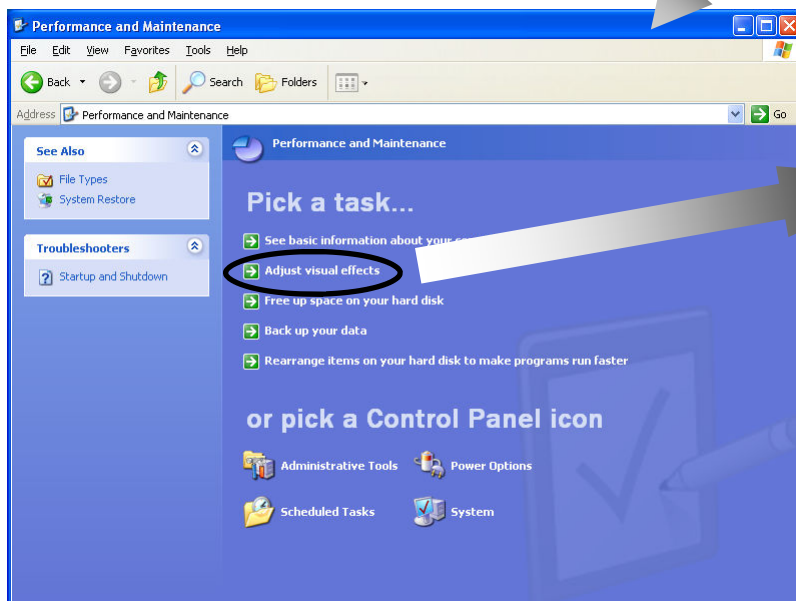 Performance and Maintenance
File Edit View Favorites Tools Help
Back Search Folders
Address Performance and Maintenance Go
See Also
File Types
System Restore
Troubleshooters
Startup and Shutdown
Performance and Maintenance
Pick a task...
See basic information about your
Adjust visual effects
Free up space on your hard disk
Back up your data
Rearrange items on your hard disk to make programs run faster
or pick a Control Panel icon
Administrative Tools Power Options
Scheduled Tasks System